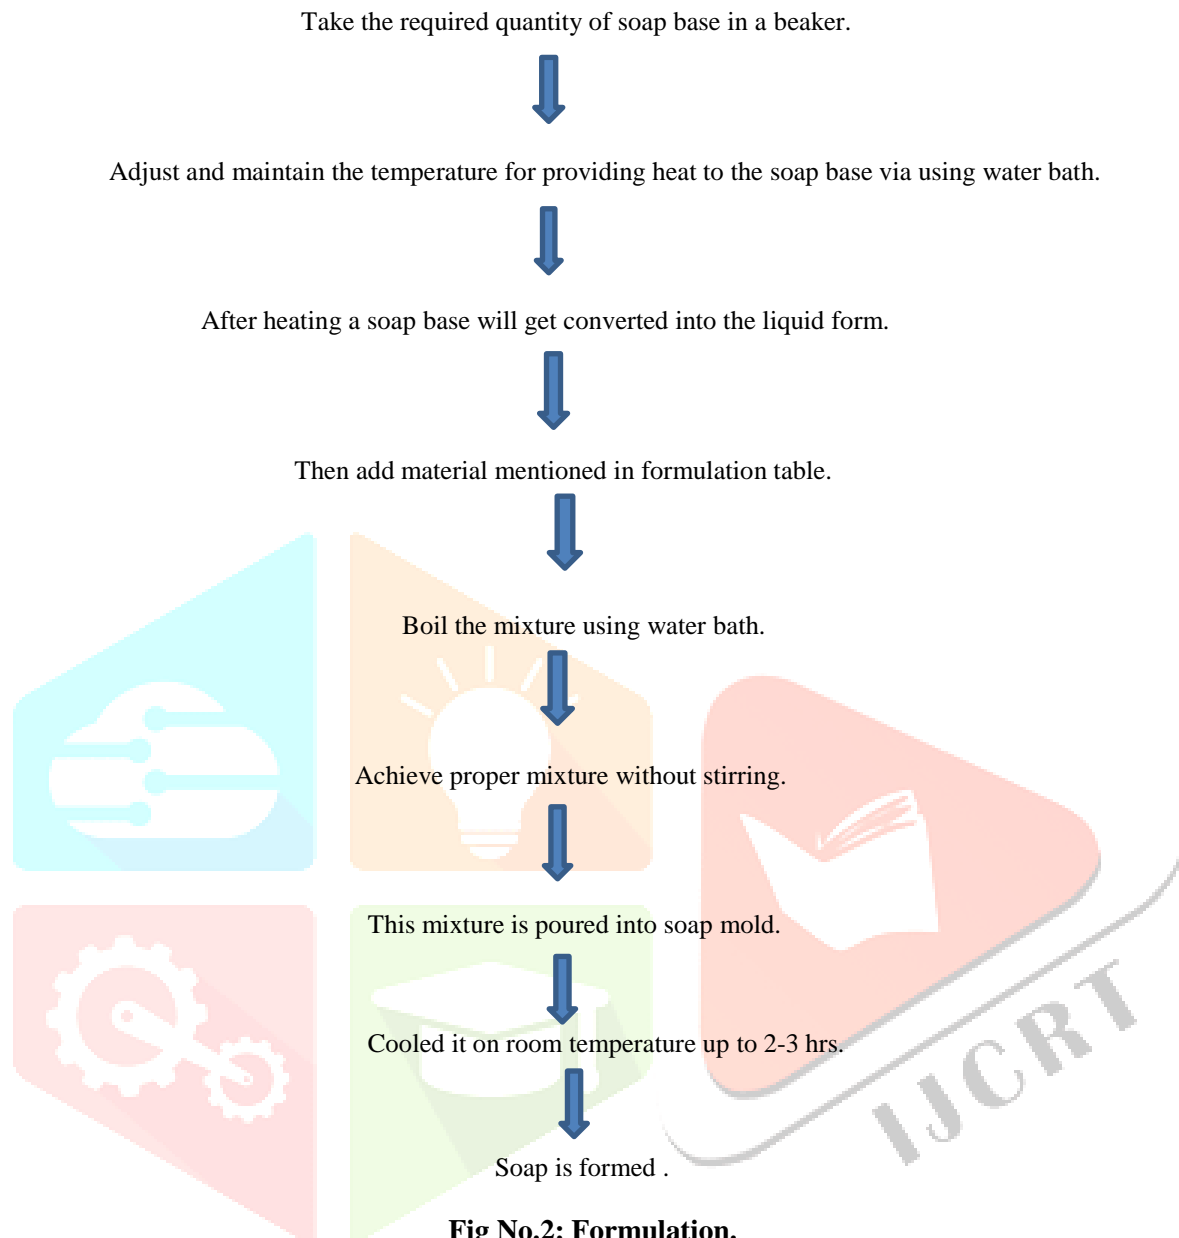 Take the required quantity of soap base in a beaker.
Adjust and maintain the temperature for providing heat to the soap base via using water bath.
After heating a soap base will get converted into the liquid form.
Then add material mentioned in formulation table.
Boil the mixture using water bath.
Achieve proper mixture without stirring.
This mixture is poured into soap mold.
Cooled it on room temperature up to 2-3 hrs.
IJCRT
Soap is formed .
Fig No.2: Formulation.